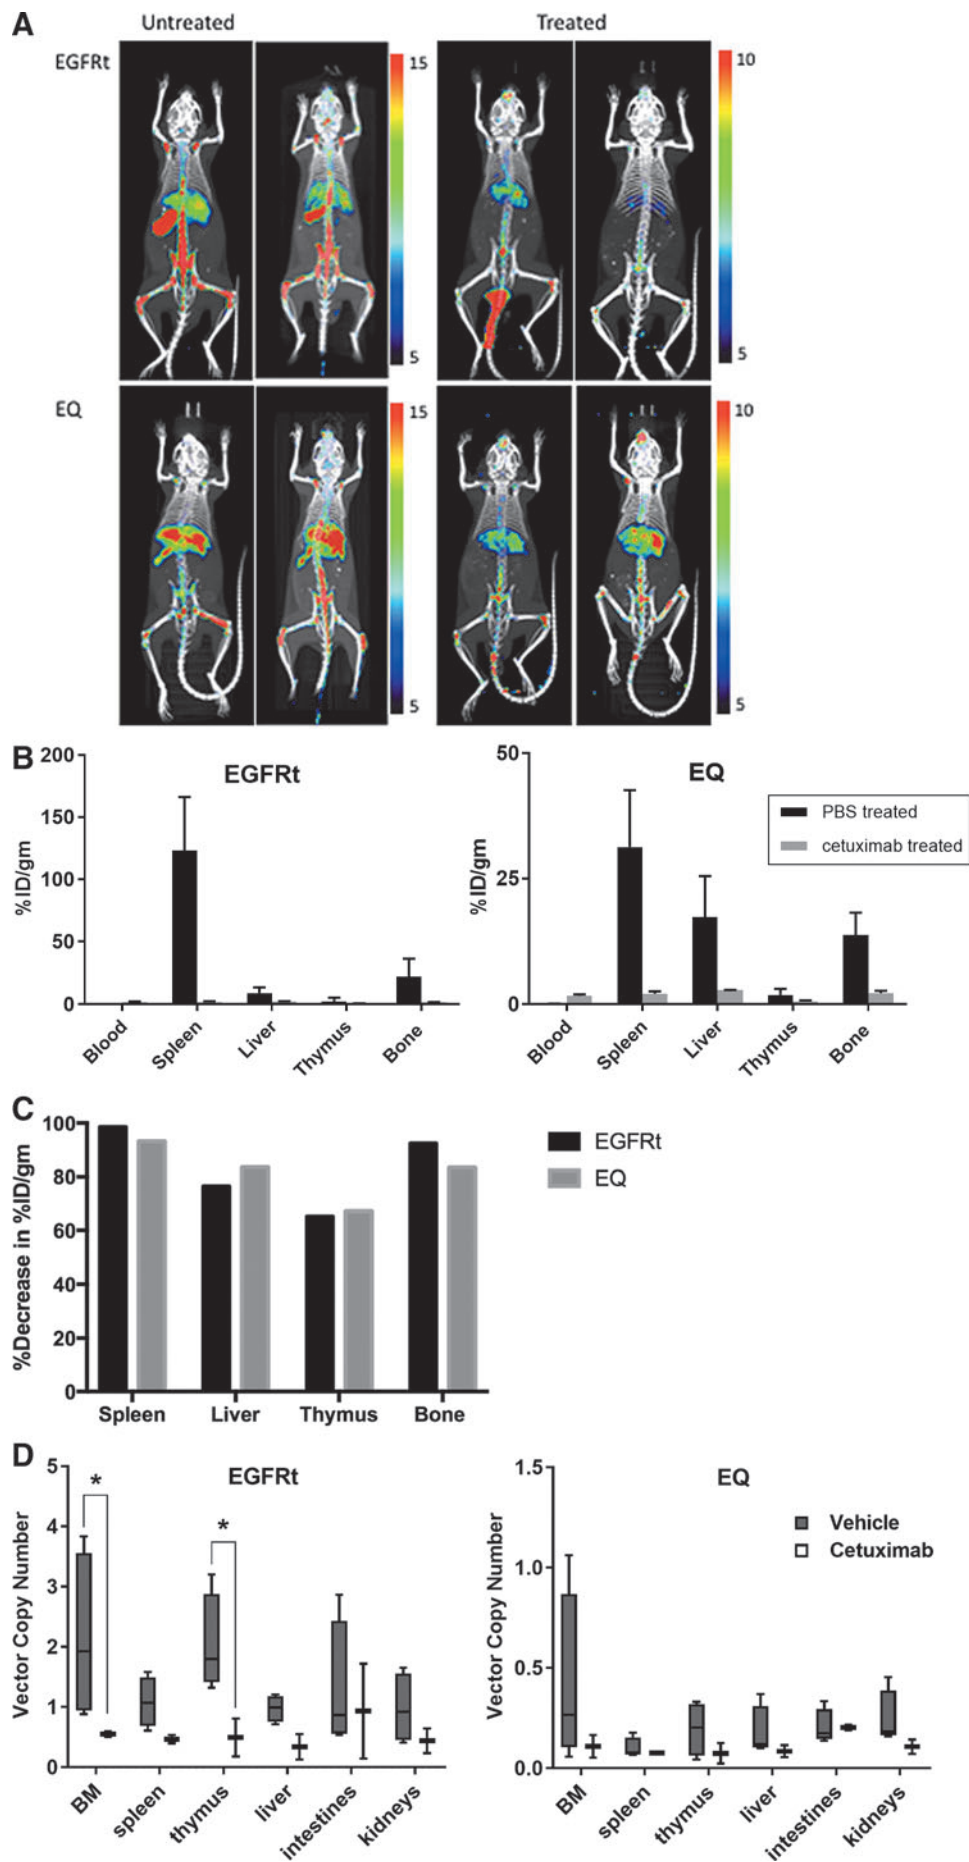 A
Untreated Treated
EGFRt
15
10
5
5
EQ
15
10
5
5
B
EGFRt
%ID/gm
200
150
100
50
0
Blood Spleen Liver Thymus Bone
EQ
%ID/gm
50
25
0
Blood Spleen Liver Thymus Bone
PBS treated
cetuximab treated
C
%Decrease in %ID/gm
100
80
60
40
20
0
Spleen Liver Thymus Bone
EGFRt
EQ
D
EGFRt
Vector Copy Number
5
4
3
2
1
0
* *
BM spleen thymus liver intestines kidneys
EQ
Vector Copy Number
1.5
1.0
0.5
0.0
BM spleen thymus liver intestines kidneys
Vehicle
Cetuximab